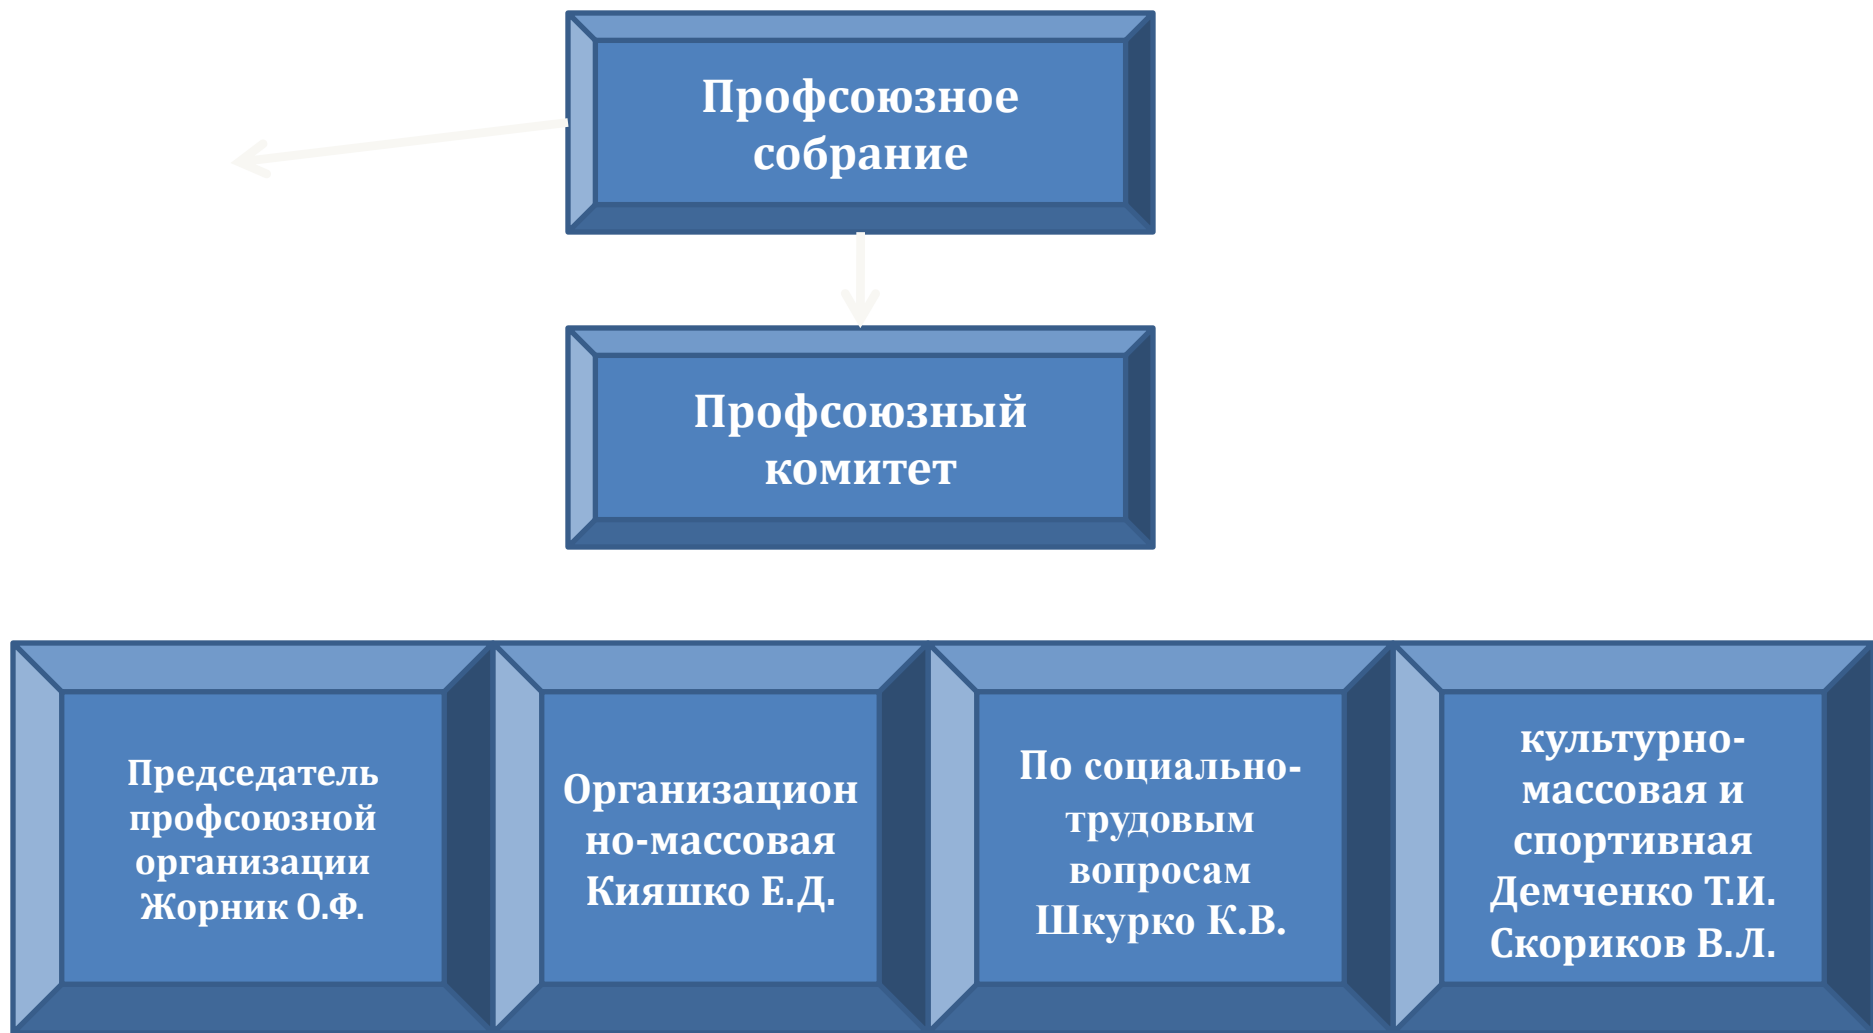 Профсоюзное
собрание
Профсоюзный
комитет
Председатель
профсоюзной
организации
Жорник О.Ф.
Организацион
но-массовая
Кияшко Е.Д.
По социально-
трудовым
вопросам
Шкурко К.В.
культурно-
массовая и
спортивная
Демченко Т.И.
Скориков В.Л.